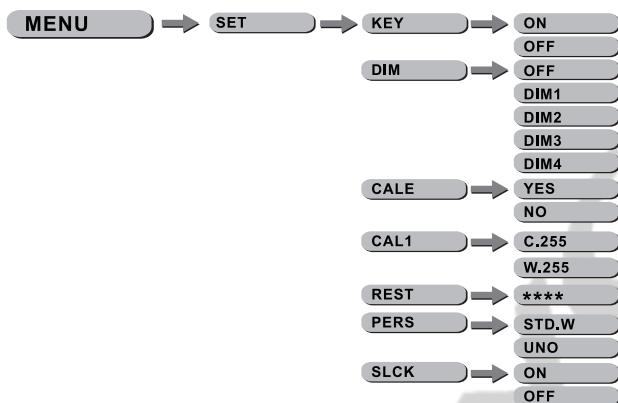 MENU SET KEY ON
OFF
DIM OFF
DIM1
DIM2
DIM3
DIM4
CALE YES
NO
CAL1 C.255
W.255
REST ****
PERS STD.W
UNO
SLCK ON
OFF